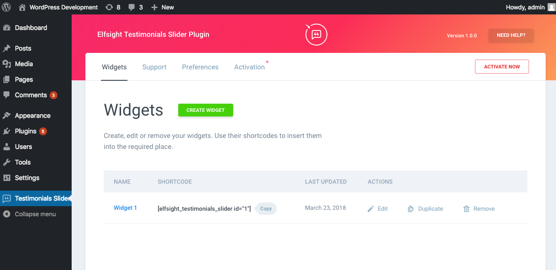 WordPress Development 8 3 + New Howdy, admin
Dashboard
Posts
Media
Pages
Comments 3
Appearance
Plugins 5
Users
Tools
Settings
Testimonials Slider
Collapse menu
Elfsight Testimonials Slider Plugin
Version 1.0.0
NEED HELP?
Widgets Support Preferences Activation *
ACTIVATE NOW
Widgets
CREATE WIDGET
Create, edit or remove your widgets. Use their shortcodes to insert them
into the required place.
NAME SHORTCODE LAST UPDATED ACTIONS
Widget 1 [elfsight_testimonials_slider id="1"] Copy March 23, 2018 Edit Duplicate Remove